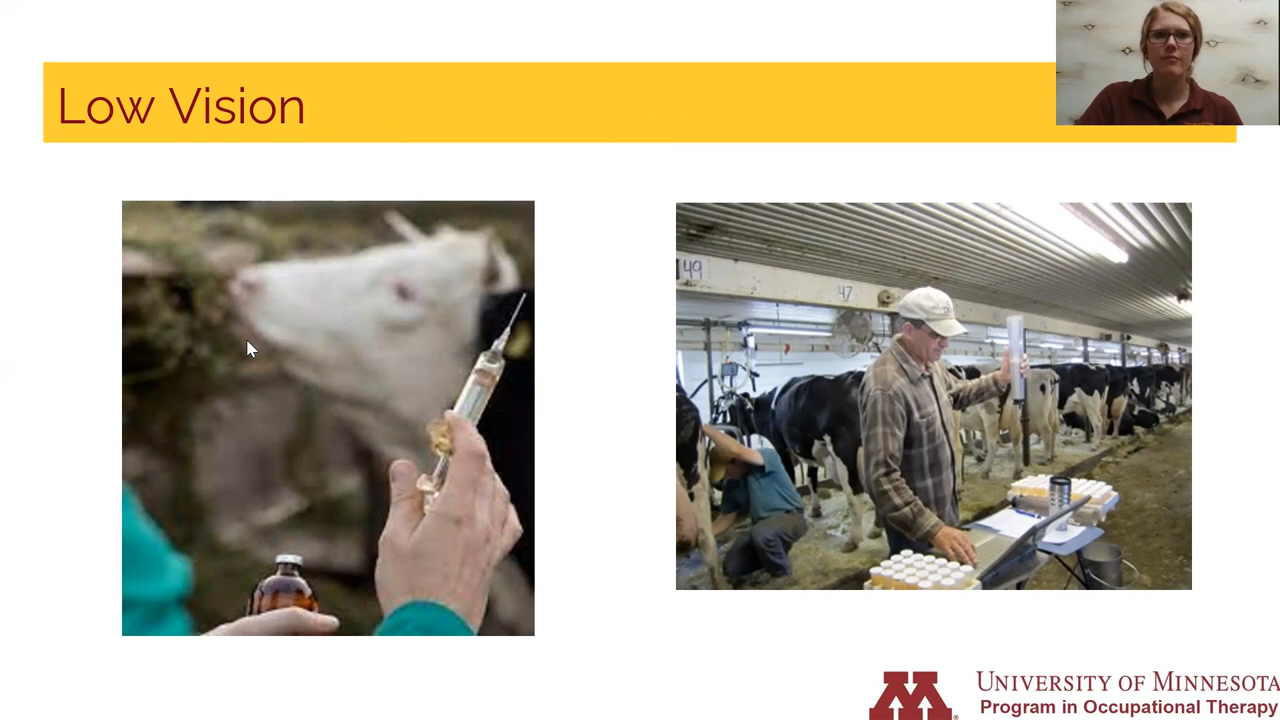 Low Vision
49
47
UNIVERSITY OF MINNESOTA
Program in Occupational Therapy